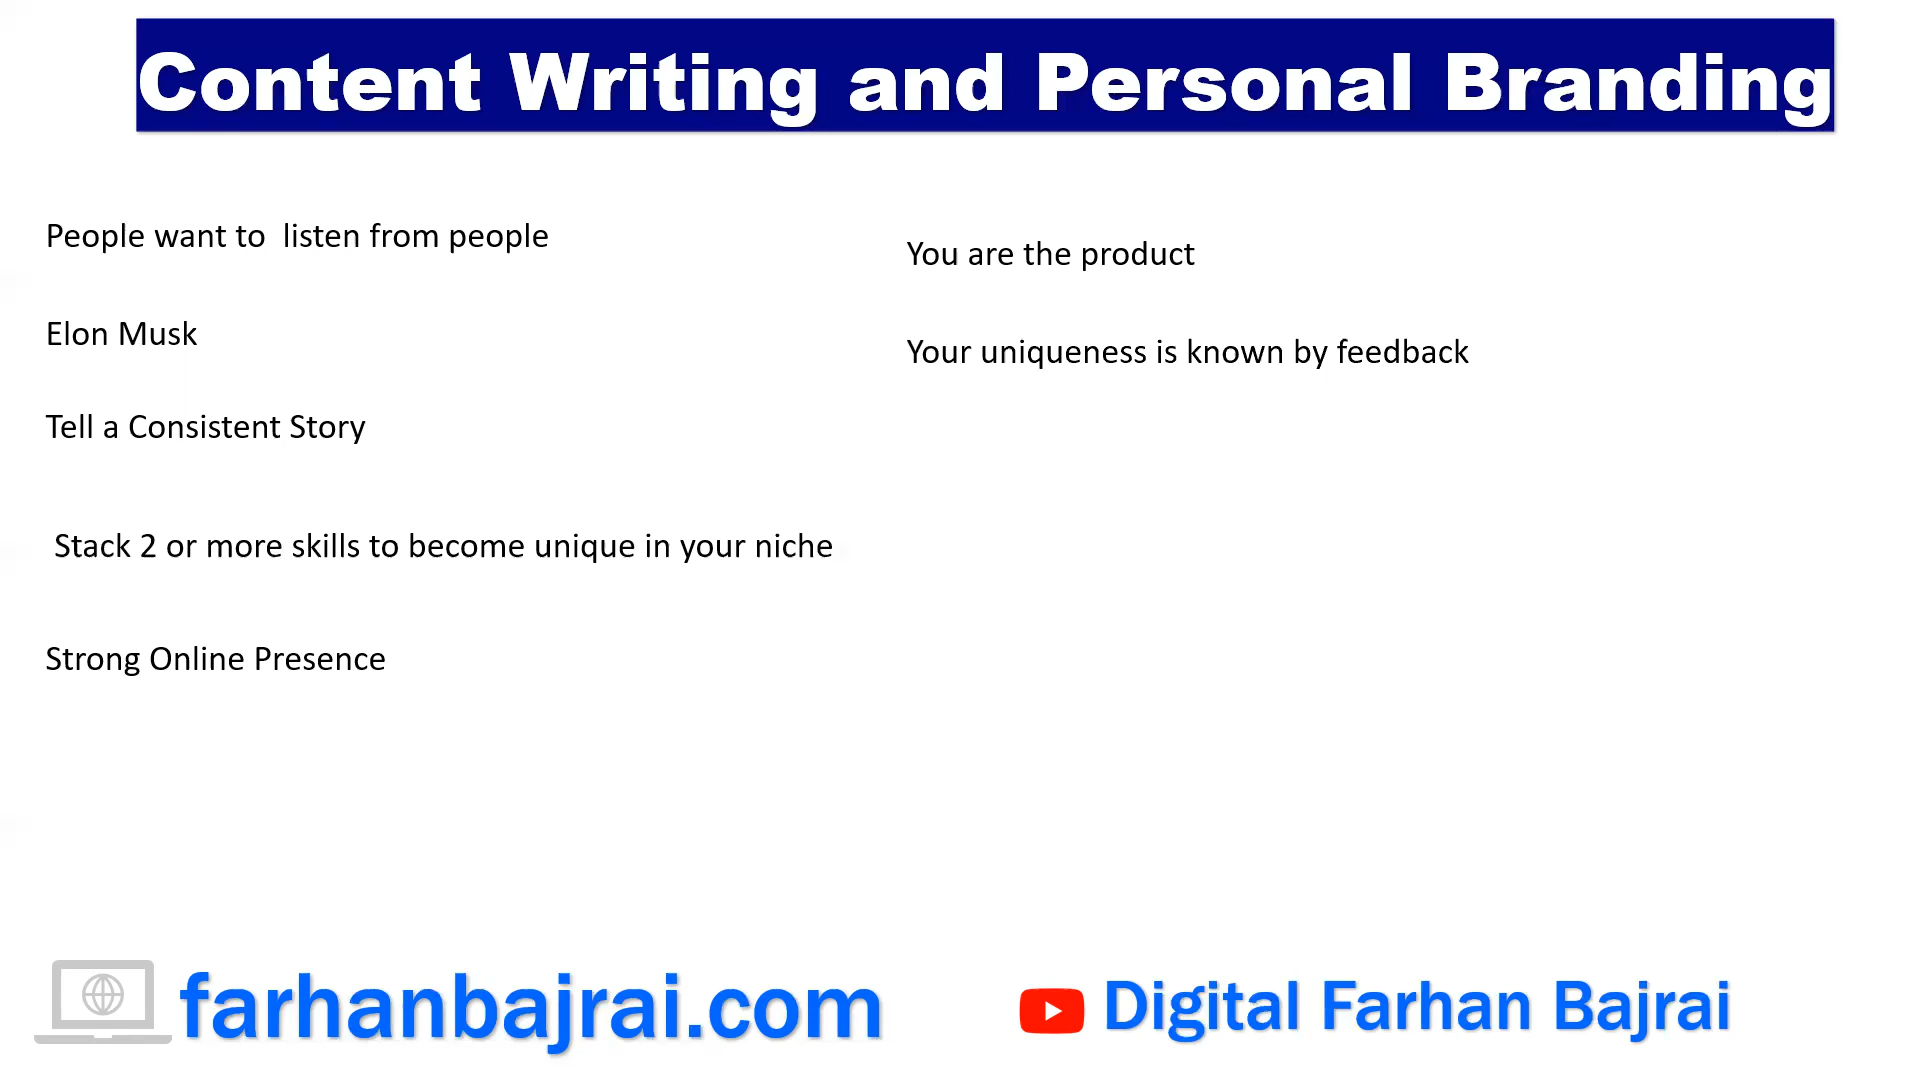 Content Writing and Personal Branding
People want to  listen from people
Elon Musk
Tell a Consistent Story
Stack 2 or more skills to become unique in your niche
Strong Online Presence
You are the product
Your uniqueness is known by feedback
farhanbajrai.com
Digital Farhan Bajrai